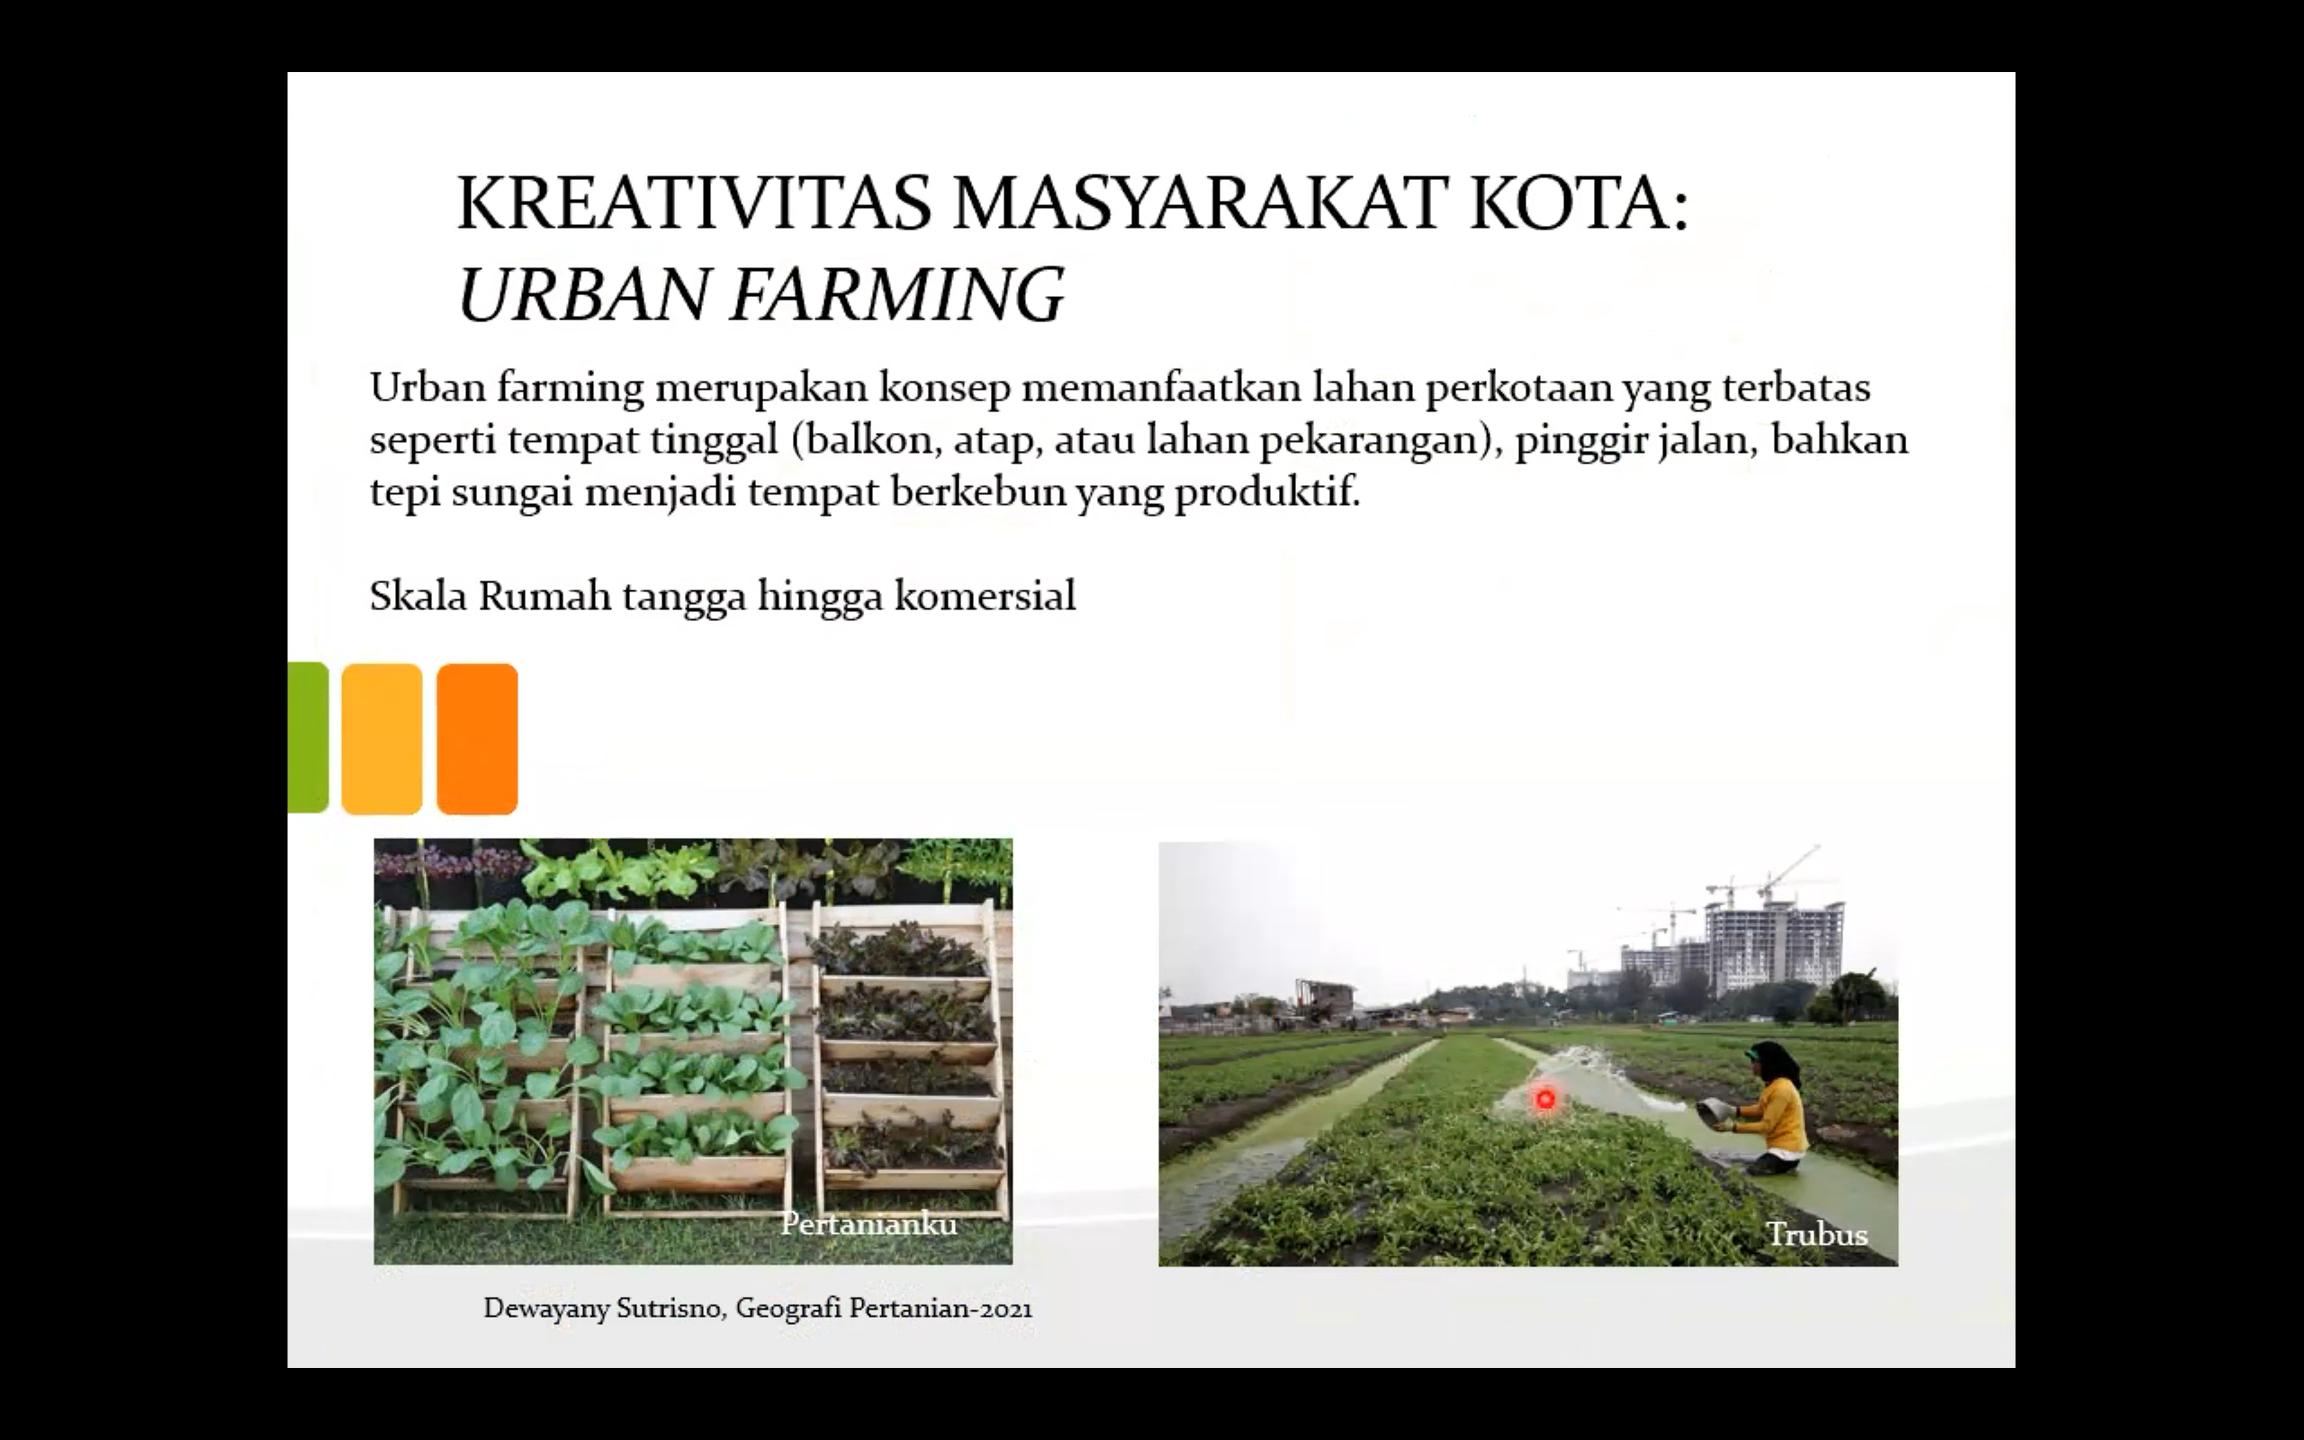 KREATIVITAS MASYARAKAT KOTA:
URBAN FARMING
Urban farming merupakan konsep memanfaatkan lahan perkotaan yang terbatas
seperti tempat tinggal (balkon, atap, atau lahan pekarangan), pinggir jalan, bahkan
tepi sungai menjadi tempat berkebun yang produktif.
Skala Rumah tangga hingga komersial
Pertanianku
Trubus
Dewayany Sutrisno, Geografi Pertanian-2021